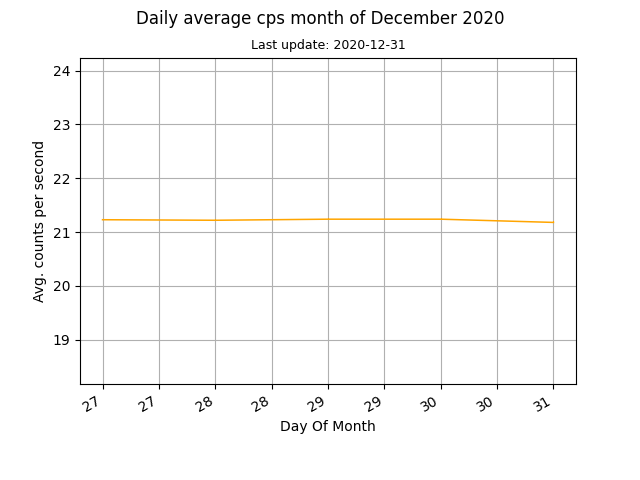 Daily average cps month of December 2020
Last update: 2020-12-31
24
23
22
21
20
19
Avg. counts per second
27 27 28 28 29 29 30 30 31
Day Of Month